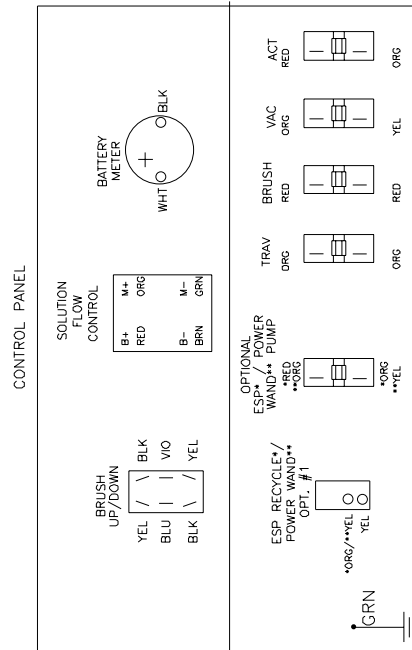 CONTROL PANEL
BRUSH
UP/DOWN
YEL
BLK
BLU
VIO
BLK
YEL
SOLUTION
FLOW
CONTROL
B+
M+
RED
ORG
B-
M-
BRN
GRN
BATTERY
METER
+
WHT
BLK
GRN
ESP RECYCLE*/
POWER WAND**
OPT. #1
*ORG/**YEL
YEL
OPTIONAL
ESP* / POWER
WAND** PUMP
*RED
**ORG
*ORG
**YEL
TRAV
ORG
ORG
BRUSH
RED
RED
VAC
ORG
YEL
ACT
RED
ORG